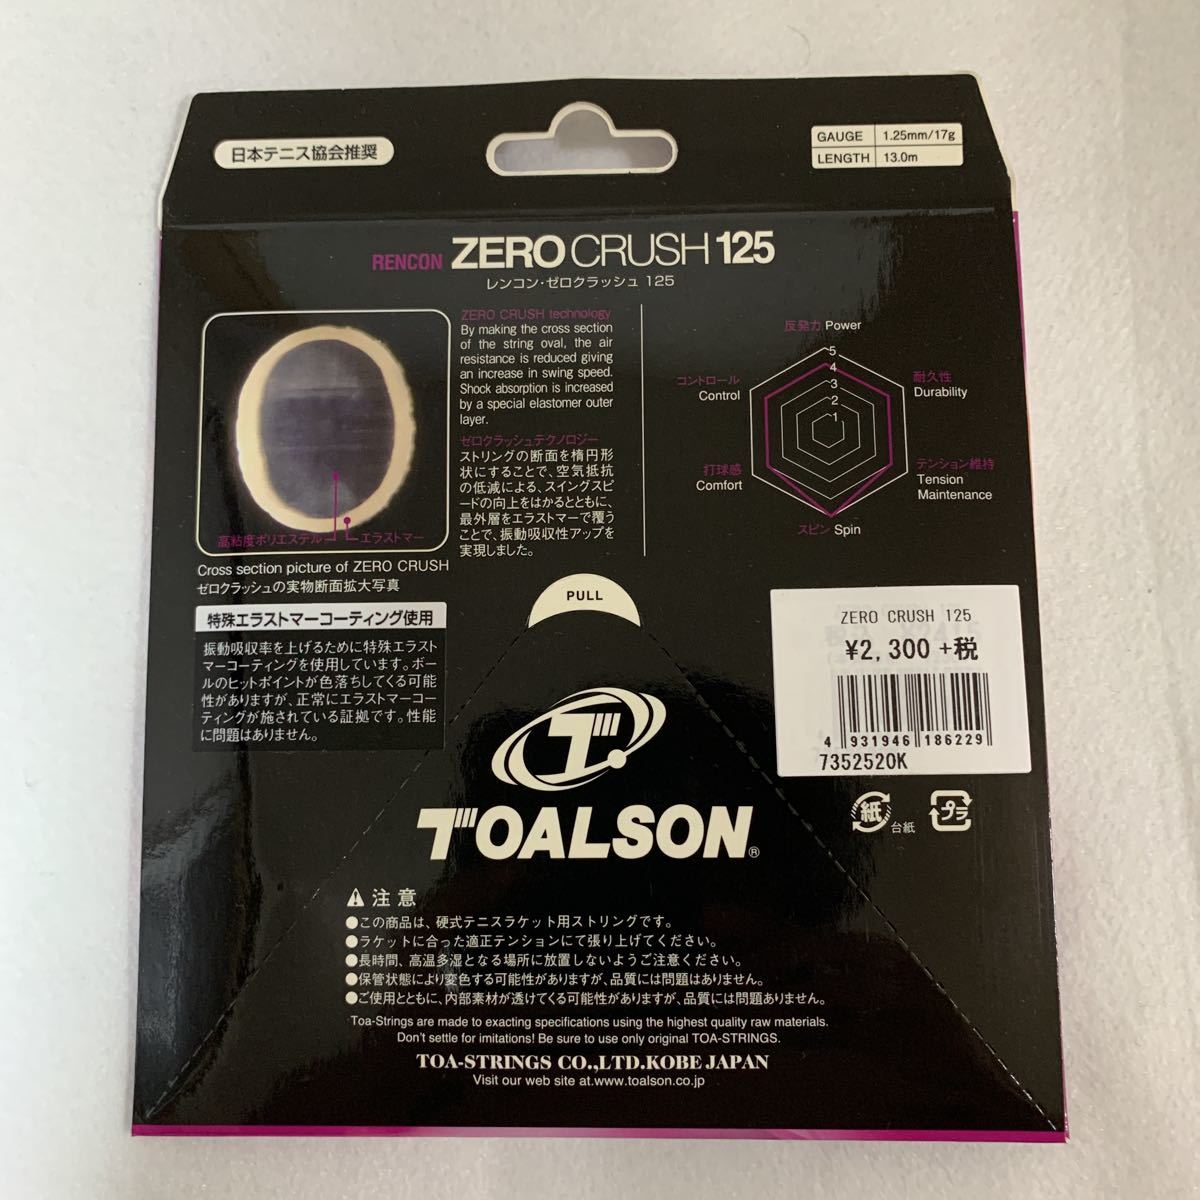 日本テニス協会推奨
GAUGE 1.25mm/17g
LENGTH 13.0m
RENCON ZERO CRUSH 125
レンコン・ゼロクラッシュ 125
ZERO CRUSH technology
By making the cross section
of the string oval, the air
resistance is reduced giving
an increase in swing speed.
Shock absorption is increased
by a special elastomer outer
layer.
ゼロクラッシュテクノロジー
ストリングの断面を楕円形
状にすることで、空気抵抗
の低減による、スイングスピ
ードの向上をはかるとともに、
最外層をエラストマーで覆う
ことで、振動吸収性アップを
実現しました。
高粘度ポリエステル
エラストマー
Cross section picture of ZERO CRUSH
ゼロクラッシュの実物断面拡大写真
特殊エラストマーコーティング使用
振動吸収率を上げるために特殊エラスト
マーコーティングを使用しています。ボー
ルのヒットポイントが色落ちしてくる可能
性がありますが、正常にエラストマーコー
ティングが施されている証拠です。性能
に問題はありません。
反発力 Power
5
4
3
2
1
コントロール
Control
耐久性
Durability
打球感
Comfort
テンション維持
Tension
Maintenance
スピン Spin
PULL
ZERO CRUSH 125
¥2,300+税
4 931946 186229
7352520K
紙
台紙
プラ
TOALSON®
注意
●この商品は、硬式テニスラケット用ストリングです。
●ラケットに合った適正テンションにて張り上げてください。
●長時間、高温多湿となる場所に放置しないようご注意ください。
●保管状態により変色する可能性がありますが、品質には問題はありません。
●ご使用とともに、内部素材が透けてくる可能性がありますが、品質には問題ありません。
Toa-Strings are made to exacting specifications using the highest quality raw materials.
Don't settle for imitations! Be sure to use only original TOA-STRINGS.
TOA-STRINGS CO.,LTD.KOBE JAPAN
Visit our web site at.www.toalson.co.jp